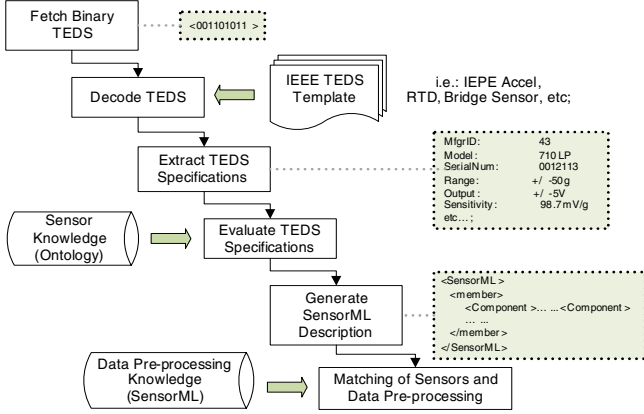 Fetch Binary
TEDS
<001101011 >
Decode TEDS
IEEE TEDS
Template
i.e.: IEPE Accel,
RTD, Bridge Sensor, etc;
Extract TEDS
Specifications
MfgrID: 43
Model: 710LP
SerialNum: 0012113
Range: +/ -50g
Output: +/ -5V
Sensitivity: 98.7mV/g
etc...;
Sensor
Knowledge
(Ontology)
Evaluate TEDS
Specifications
Generate
SensorML
Description
<SensorML >
<member>
<Component >... ...<Component >
... ...
</member>
</SensorML>
Data Pre-processing
Knowledge
(SensorML)
Matching of Sensors and
Data Pre-processing